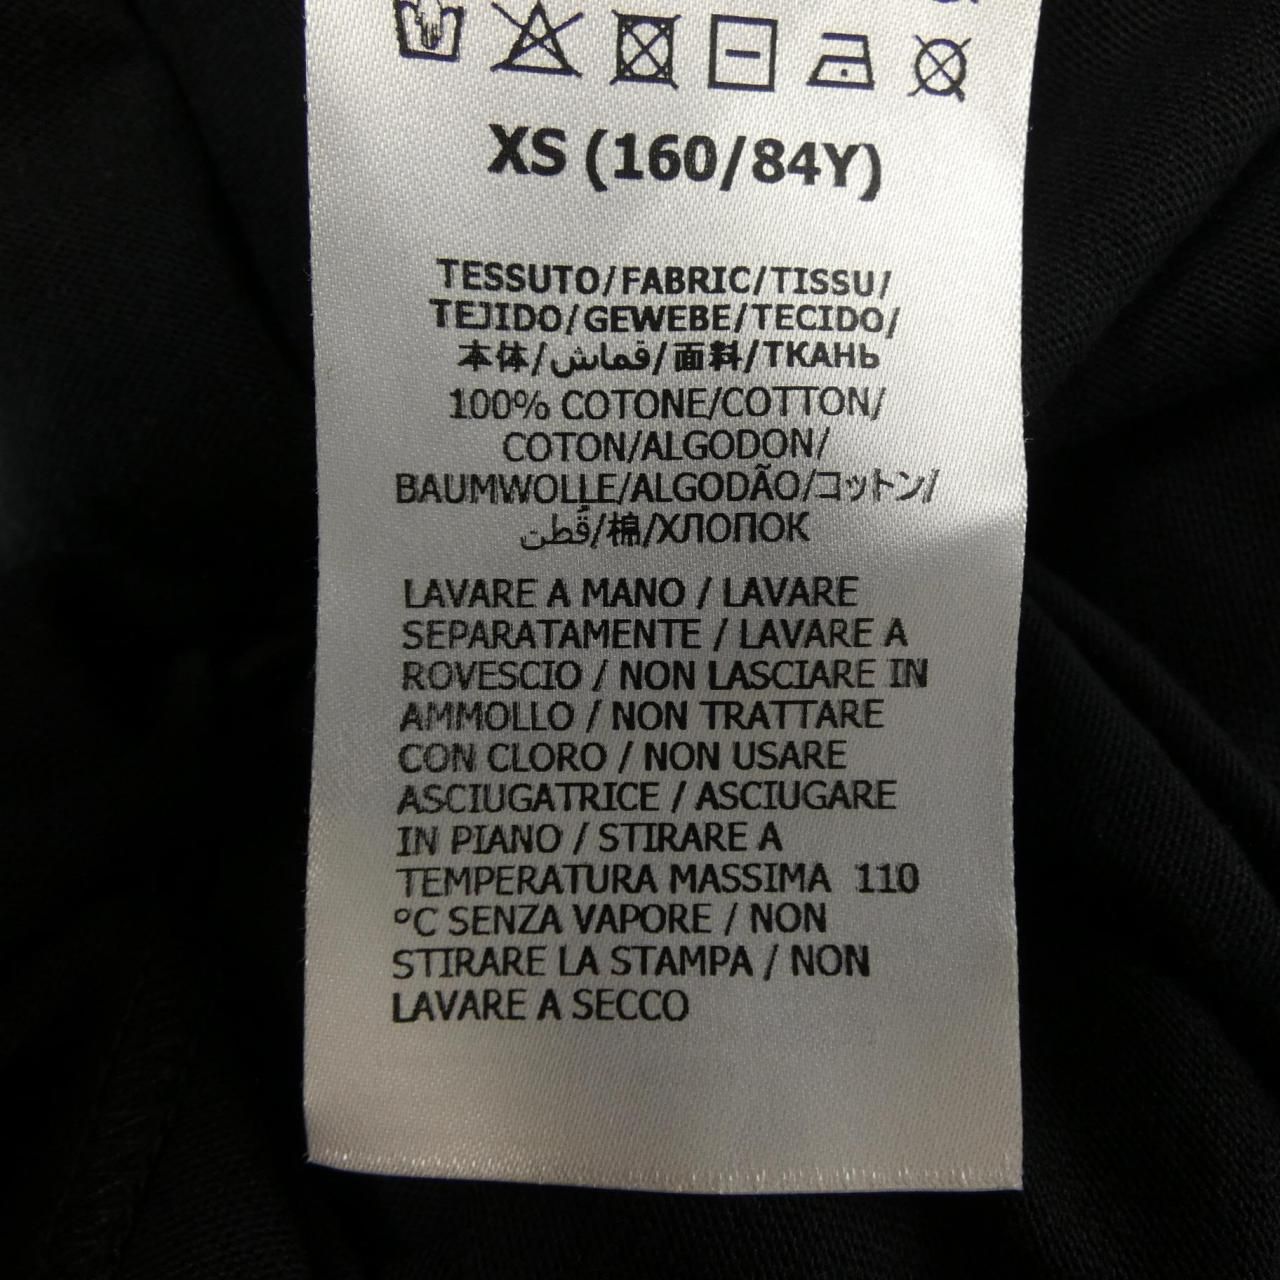 XS (160/84Y)
TESSUTO/FABRIC/TISSU/
TEJIDO/GEWEBE/TECIDO/
本体/قماش/面料/ТКАНЬ
100% COTONE/COTTON/
COTON/ALGODON/
BAUMWOLLE/ALGODÃO/コットン/
قُطن/棉/ХЛОПОК
LAVARE A MANO / LAVARE
SEPARATAMENTE / LAVARE A
ROVESCIO / NON LASCIARE IN
AMMOLLO / NON TRATTARE
CON CLORO / NON USARE
ASCIUGATRICE / ASCIUGARE
IN PIANO / STIRARE A
TEMPERATURA MASSIMA 110
°C SENZA VAPORE / NON
STIRARE LA STAMPA / NON
LAVARE A SECCO